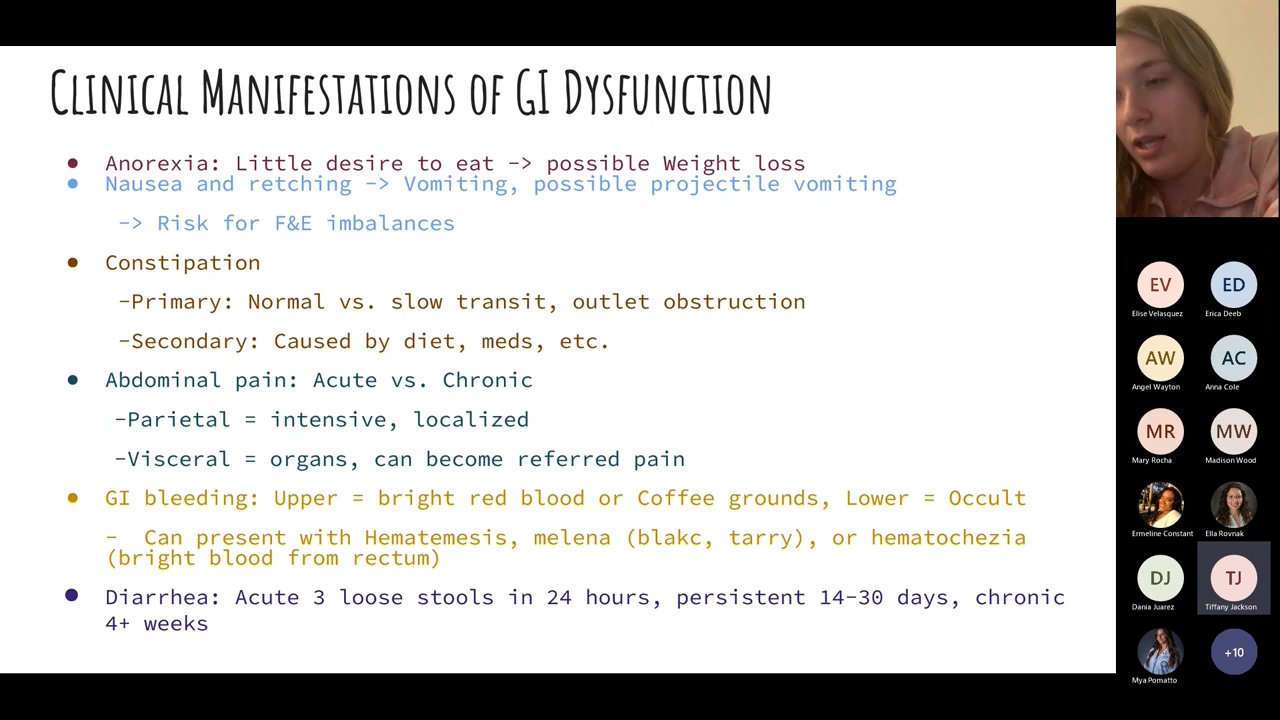 Clinical Manifestations of GI Dysfunction
● Anorexia: Little desire to eat -> possible Weight loss
● Nausea and retching -> Vomiting, possible projectile vomiting
-> Risk for F&E imbalances
● Constipation
-Primary: Normal vs. slow transit, outlet obstruction
-Secondary: Caused by diet, meds, etc.
● Abdominal pain: Acute vs. Chronic
-Parietal = intensive, localized
-Visceral = organs, can become referred pain
● GI bleeding: Upper = bright red blood or Coffee grounds, Lower = Occult
- Can present with Hematemesis, melena (blakc, tarry), or hematochezia
(bright blood from rectum)
● Diarrhea: Acute 3 loose stools in 24 hours, persistent 14-30 days, chronic
4+ weeks
EV ED
Elise Velasquez Erica Deeb
AW AC
Angel Wayton Anna Cole
MR MW
Mary Rocha Madison Wood
Ermeline Constant Ella Rovnak
DJ TJ
Dania Juarez Tiffany Jackson
+10
Mya Pomatto